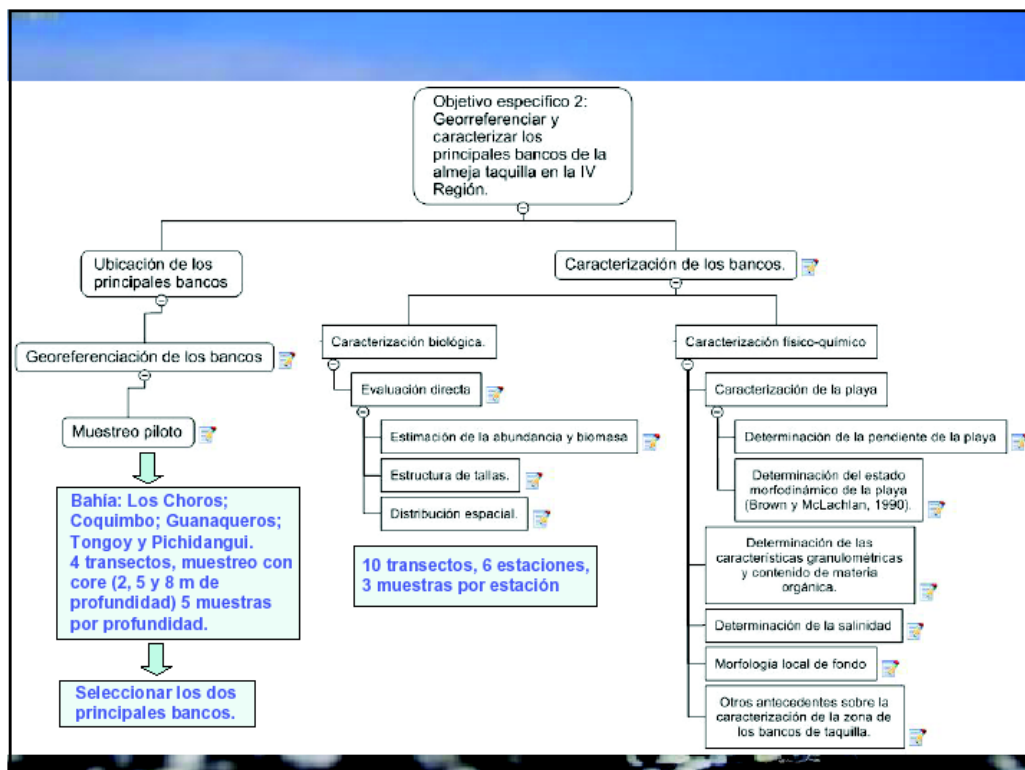 Objetivo específico 2:
Georreferenciar y
caracterizar los
principales bancos de la
almeja taquilla en la IV
Región.
Ubicación de los
principales bancos
Georeferenciación de los bancos
Muestreo piloto
Bahía: Los Choros;
Coquimbo; Guanaqueros;
Tongoy y Pichidangui.
4 transectos, muestreo con
core (2, 5 y 8 m de
profundidad) 5 muestras
por profundidad.
Seleccionar los dos
principales bancos.
Caracterización de los bancos.
Caracterización biológica.
Evaluación directa
Estimación de la abundancia y biomasa
Estructura de tallas.
Distribución espacial.
10 transectos, 6 estaciones,
3 muestras por estación
Caracterización físico-químico
Caracterización de la playa
Determinación de la pendiente de la playa
Determinación del estado
morfodinámico de la playa
(Brown y McLachlan, 1990).
Determinación de las
características granulométricas
y contenido de materia
orgánica.
Determinación de la salinidad
Morfología local de fondo
Otros antecedentes sobre la
caracterización de la zona de
los bancos de taquilla.